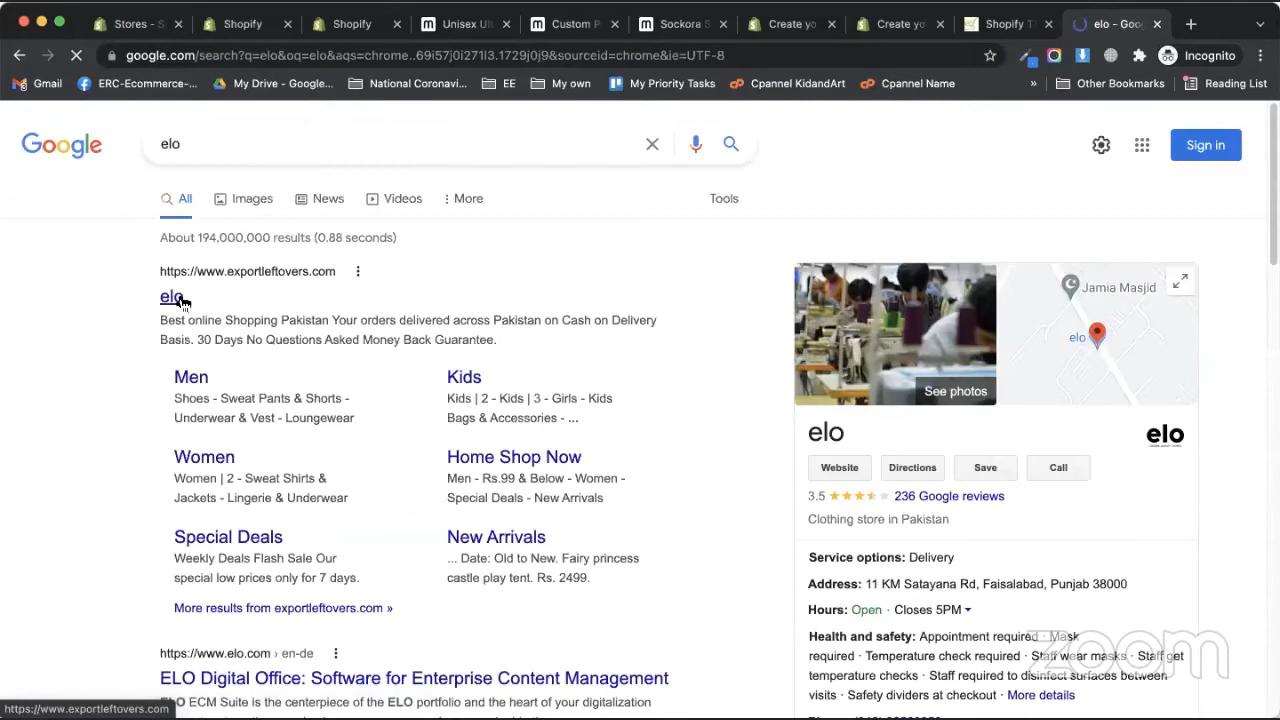 Stores - S
Shopify
Shopify
Unisex Ul
Custom P
Sockora S
Create yo
Create yo
Shopify T
elo - Goo
google.com/search?q=elo&oq=elo&aqs=chrome..69i57j0i271l3.1729j0j9&sourceid=chrome&ie=UTF-8
Incognito
Gmail
ERC-Ecommerce-...
My Drive - Google...
National Coronavi...
EE
My own
My Priority Tasks
Cpannel KidandArt
Cpannel Name
»
Other Bookmarks
Reading List
Google
elo
Sign in
All
Images
News
Videos
More
Tools
About 194,000,000 results (0.88 seconds)
https://www.exportleftovers.com
elo
Best online Shopping Pakistan Your orders delivered across Pakistan on Cash on Delivery
Basis. 30 Days No Questions Asked Money Back Guarantee.
Men
Shoes - Sweat Pants & Shorts -
Underwear & Vest - Loungewear
Kids
Kids | 2 - Kids | 3 - Girls - Kids
Bags & Accessories - ...
Women
Women | 2 - Sweat Shirts &
Jackets - Lingerie & Underwear
Home Shop Now
Men - Rs.99 & Below - Women -
Special Deals - New Arrivals
Special Deals
Weekly Deals Flash Sale Our
special low prices only for 7 days.
New Arrivals
... Date: Old to New. Fairy princess
castle play tent. Rs. 2499.
More results from exportleftovers.com »
https://www.elo.com › en-de
ELO Digital Office: Software for Enterprise Content Management
ELO ECM Suite is the centerpiece of the ELO portfolio and the heart of your digitalization
https://www.exportleftovers.com
See photos
Jamia Masjid
elo
elo
elo
Website
Directions
Save
Call
3.5
236 Google reviews
Clothing store in Pakistan
Service options: Delivery
Address: 11 KM Satayana Rd, Faisalabad, Punjab 38000
Hours: Open · Closes 5PM
Health and safety: Appointment required · Mask
required · Temperature check required · Staff wear masks · Staff get
temperature checks · Staff required to disinfect surfaces between
visits · Safety dividers at checkout · More details
zoom